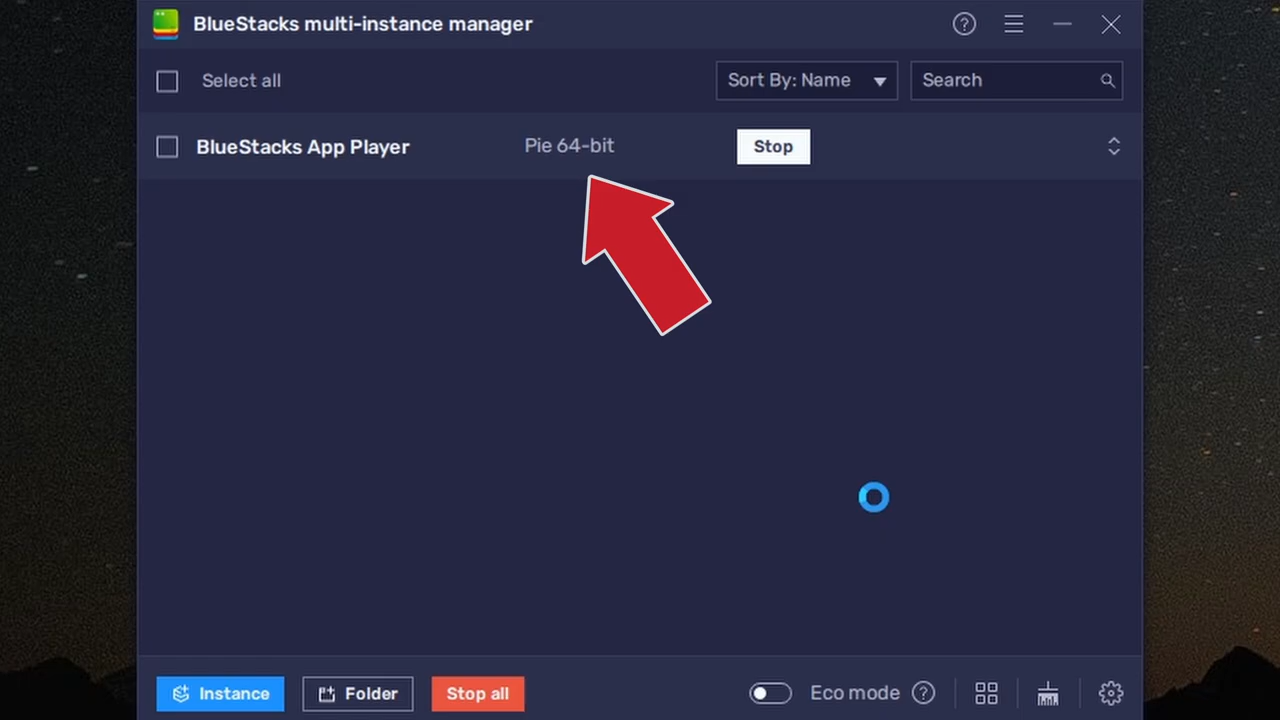 BlueStacks multi-instance manager
Select all
Sort By: Name
Search
BlueStacks App Player
Pie 64-bit
Stop
Instance
Folder
Stop all
Eco mode